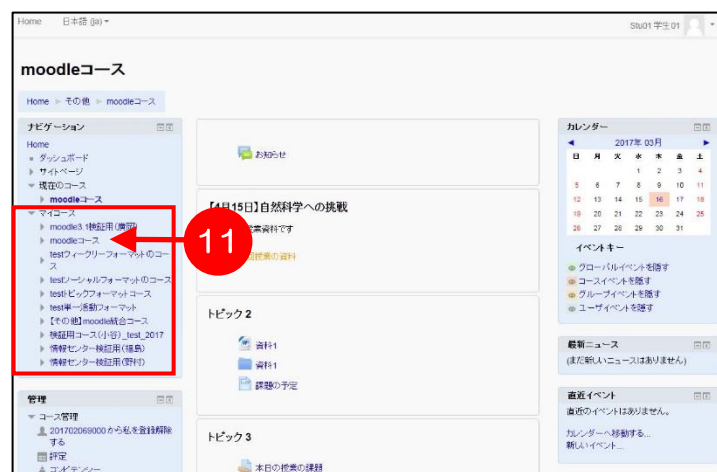 Home 日本語 (ja)
Stu01 学生01
moodleコース
Home その他 moodleコース
ナビゲーション
Home
ダッシュボード
サイトページ
現在のコース
moodleコース
マイコース
moodle3.1検証用(廣岡)
moodleコース
testウィークリーフォーマットのコー
ス
testソーシャルフォーマットのコース
testトピックフォーマットコース
test単一活動フォーマット
【その他】moodle統合コース
検証用コース(小谷)_test_2017
情報センター検証用(福島)
情報センター検証用(野村)
管理
コース管理
201702069000から私を登録解除
する
評定
コンピテンシー
お知らせ
【4月15日】自然科学への挑戦
業資料です
11
回授業の資料
トピック 2
資料1
資料1
課題の予定
トピック 3
本日の授業の課題
カレンダー
2017年 03月
日 月 火 水 木 金 土
1 2 3 4
5 6 7 8 9 10 11
12 13 14 15 16 17 18
19 20 21 22 23 24 25
26 27 28 29 30 31
イベントキー
グローバルイベントを隠す
コースイベントを隠す
グループイベントを隠す
ユーザイベントを隠す
最新ニュース
(まだ新しいニュースはありません)
直近イベント
直近のイベントはありません。
カレンダーへ移動する...
新しいイベント...